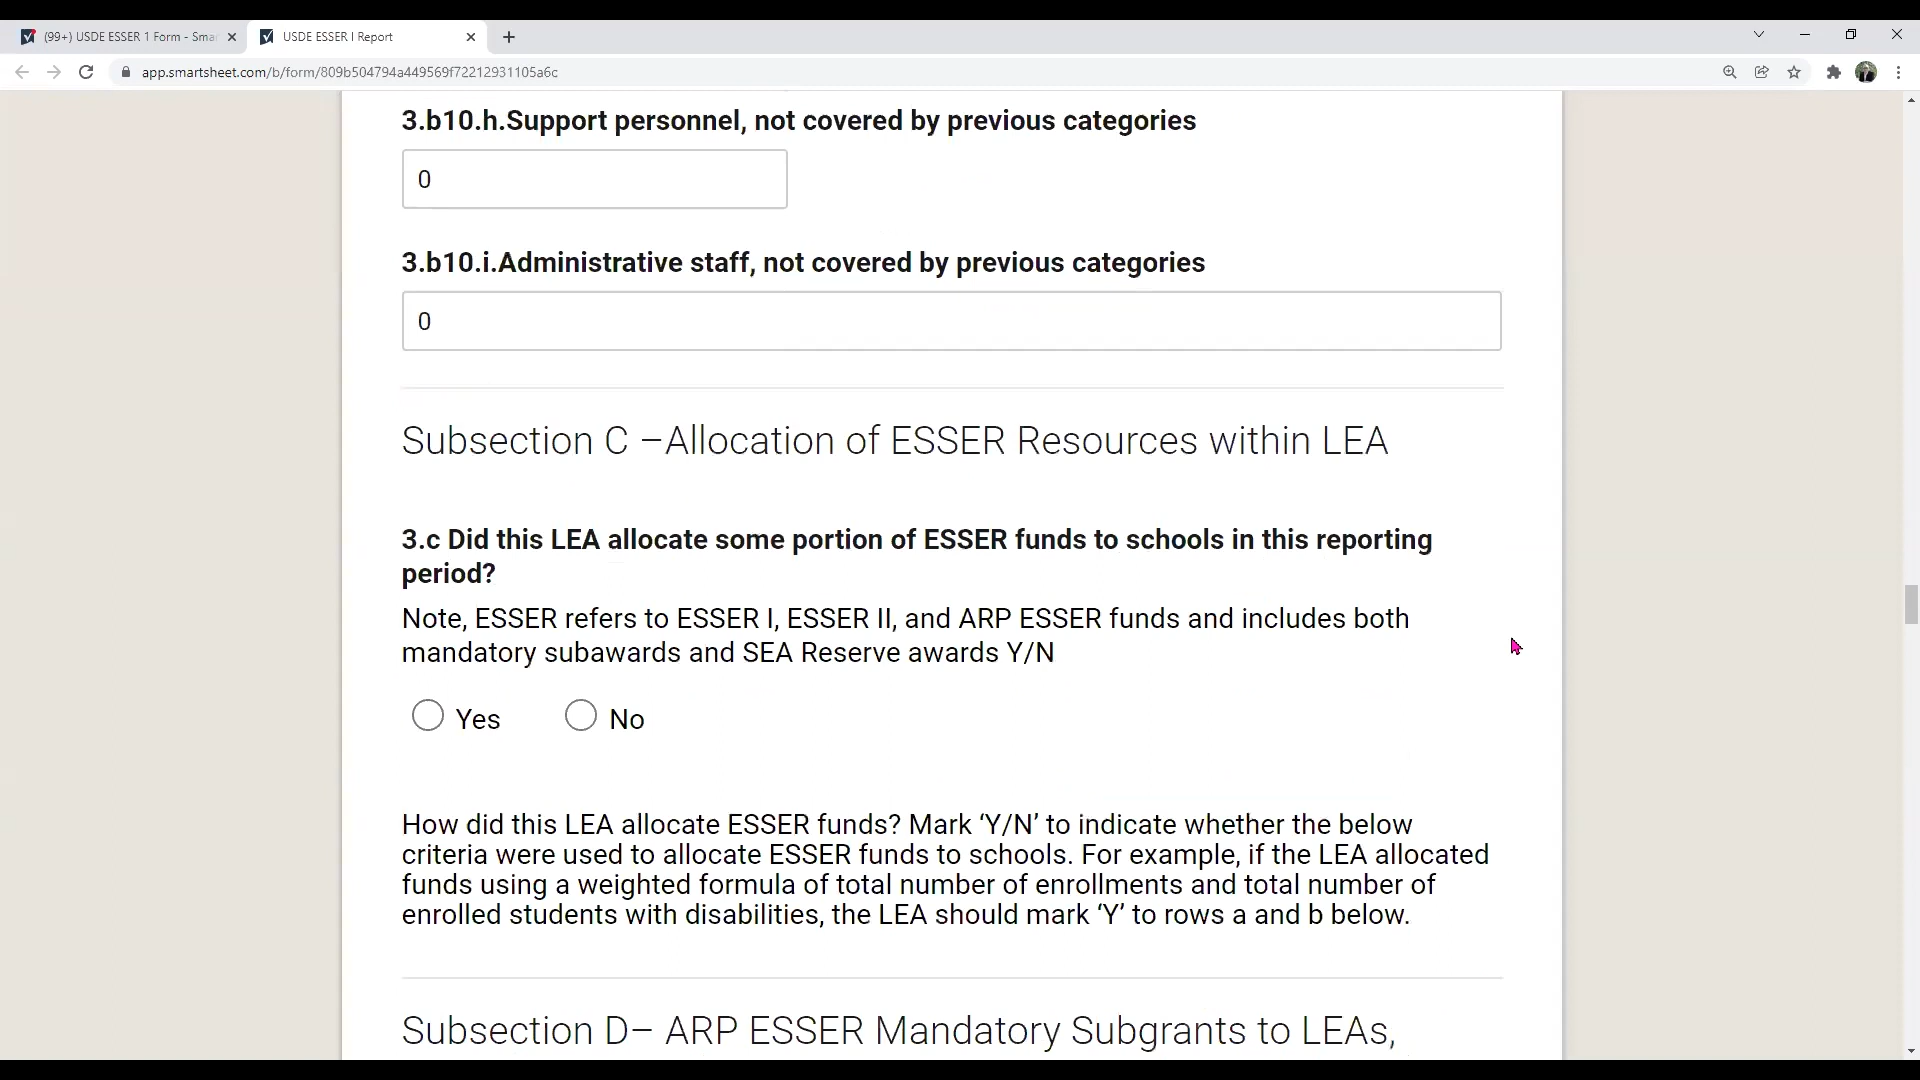 (99+) USDE ESSER 1 Form - Sma
USDE ESSER I Report
app.smartsheet.com/b/form/809b504794a449569f72212931105a6c
3.b10.h.Support personnel, not covered by previous categories
0
3.b10.i.Administrative staff, not covered by previous categories
0
Subsection C –Allocation of ESSER Resources within LEA
3.c Did this LEA allocate some portion of ESSER funds to schools in this reporting
period?
Note, ESSER refers to ESSER I, ESSER II, and ARP ESSER funds and includes both
mandatory subawards and SEA Reserve awards Y/N
Yes No
How did this LEA allocate ESSER funds? Mark ‘Y/N’ to indicate whether the below
criteria were used to allocate ESSER funds to schools. For example, if the LEA allocated
funds using a weighted formula of total number of enrollments and total number of
enrolled students with disabilities, the LEA should mark ‘Y’ to rows a and b below.
Subsection D– ARP ESSER Mandatory Subgrants to LEAs,